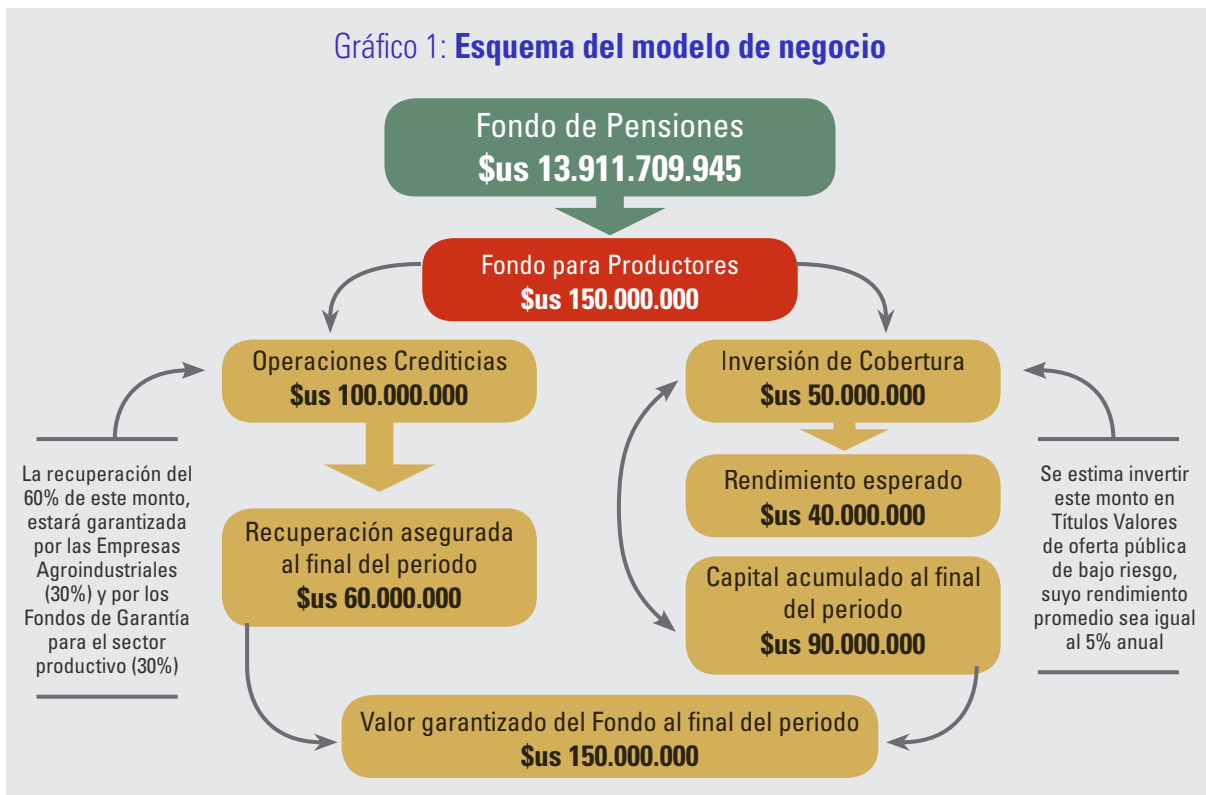 Gráfico 1: Esquema del modelo de negocio
Fondo de Pensiones
$us 13.911.709.945
Fondo para Productores
$us 150.000.000
Operaciones Crediticias
$us 100.000.000
Inversión de Cobertura
$us 50.000.000
La recuperación del
60% de este monto,
estará garantizada
por las Empresas
Agroindustriales
(30%) y por los
Fondos de Garantía
para el sector
productivo (30%)
Recuperación asegurada
al final del periodo
$us 60.000.000
Rendimiento esperado
$us 40.000.000
Capital acumulado al final
del periodo
$us 90.000.000
Se estima invertir
este monto en
Títulos Valores
de oferta pública
de bajo riesgo,
suyo rendimiento
promedio sea igual
al 5% anual
Valor garantizado del Fondo al final del periodo
$us 150.000.000